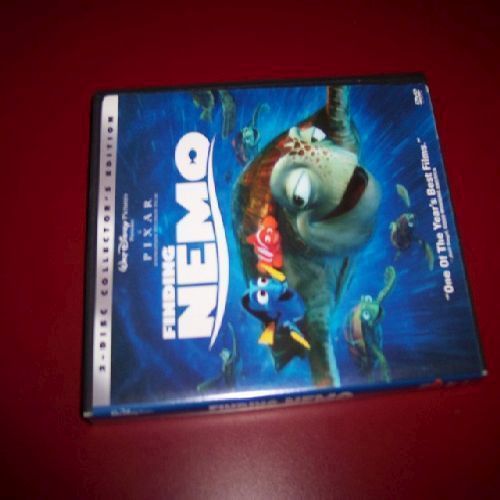 2-DISC COLLECTOR'S EDITION
WALT DISNEY PICTURES
A
PIXAR
FINDING
NEMO
"One Of The Year's Best Films."
DVD
FINDING NEMO